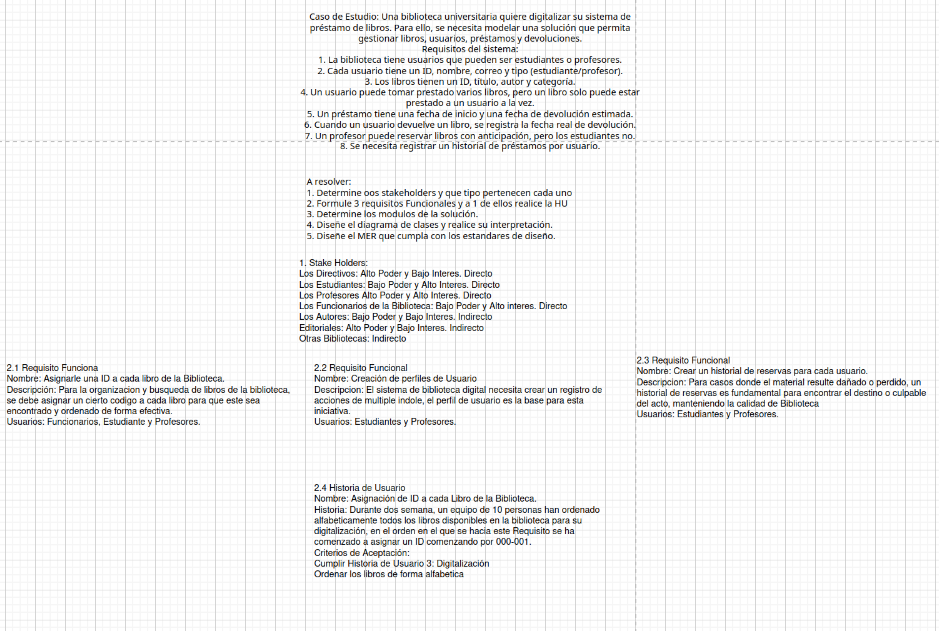 Caso de Estudio: Una biblioteca universitaria quiere digitalizar su sistema de
préstamo de libros. Para ello, se necesita modelar una solución que permita
gestionar libros, usuarios, préstamos y devoluciones.
Requisitos del sistema:
1. La biblioteca tiene usuarios que pueden ser estudiantes o profesores.
2. Cada usuario tiene un ID, nombre, correo y tipo (estudiante/profesor).
3. Los libros tienen un ID, título, autor y categoría.
4. Un usuario puede tomar prestado varios libros, pero un libro solo puede estar
prestado a un usuario a la vez.
5. Un préstamo tiene una fecha de inicio y una fecha de devolución estimada.
6. Cuando un usuario devuelve un libro, se registra la fecha real de devolución.
7. Un profesor puede reservar libros con anticipación, pero los estudiantes no.
8. Se necesita registrar un historial de préstamos por usuario.
A resolver:
1. Determine oos stakeholders y que tipo pertenecen cada uno
2. Formule 3 requisitos Funcionales y a 1 de ellos realice la HU
3. Determine los modulos de la solución.
4. Diseñe el diagrama de clases y realice su interpretación.
5. Diseñe el MER que cumpla con los estandares de diseño.
1. Stake Holders:
Los Directivos: Alto Poder y Bajo Interes. Directo
Los Estudiantes: Bajo Poder y Alto Interes. Directo
Los Profesores Alto Poder y Alto Interes. Directo
Los Funcionarios de la Biblioteca: Bajo Poder y Alto interes. Directo
Los Autores: Bajo Poder y Bajo Interes. Indirecto
Editoriales: Alto Poder y Bajo Interes. Indirecto
Otras Bibliotecas: Indirecto
2.1 Requisito Funciona
Nombre: Asignarle una ID a cada libro de la Biblioteca.
Descripción: Para la organizacion y busqueda de libros de la biblioteca,
se debe asignar un cierto codigo a cada libro para que este sea
encontrado y ordenado de forma efectiva.
Usuarios: Funcionarios, Estudiante y Profesores.
2.2 Requisito Funcional
Nombre: Creación de perfiles de Usuario
Descripcion: El sistema de biblioteca digital necesita crear un registro de
acciones de multiple indole, el perfil de usuario es la base para esta
iniciativa.
Usuarios: Estudiantes y Profesores.
2.3 Requisito Funcional
Nombre: Crear un historial de reservas para cada usuario.
Descripcion: Para casos donde el material resulte dañado o perdido, un
historial de reservas es fundamental para encontrar el destino o culpable
del acto, manteniendo la calidad de Biblioteca
Usuarios: Estudiantes y Profesores.
2.4 Historia de Usuario
Nombre: Asignación de ID a cada Libro de la Biblioteca.
Historia: Durante dos semana, un equipo de 10 personas han ordenado
alfabeticamente todos los libros disponibles en la biblioteca para su
digitalización, en el orden en el que se hacia este Requisito se ha
comenzado a asignar un ID comenzando por 000-001.
Criterios de Aceptación:
Cumplir Historia de Usuario 3: Digitalización
Ordenar los libros de forma alfabetica